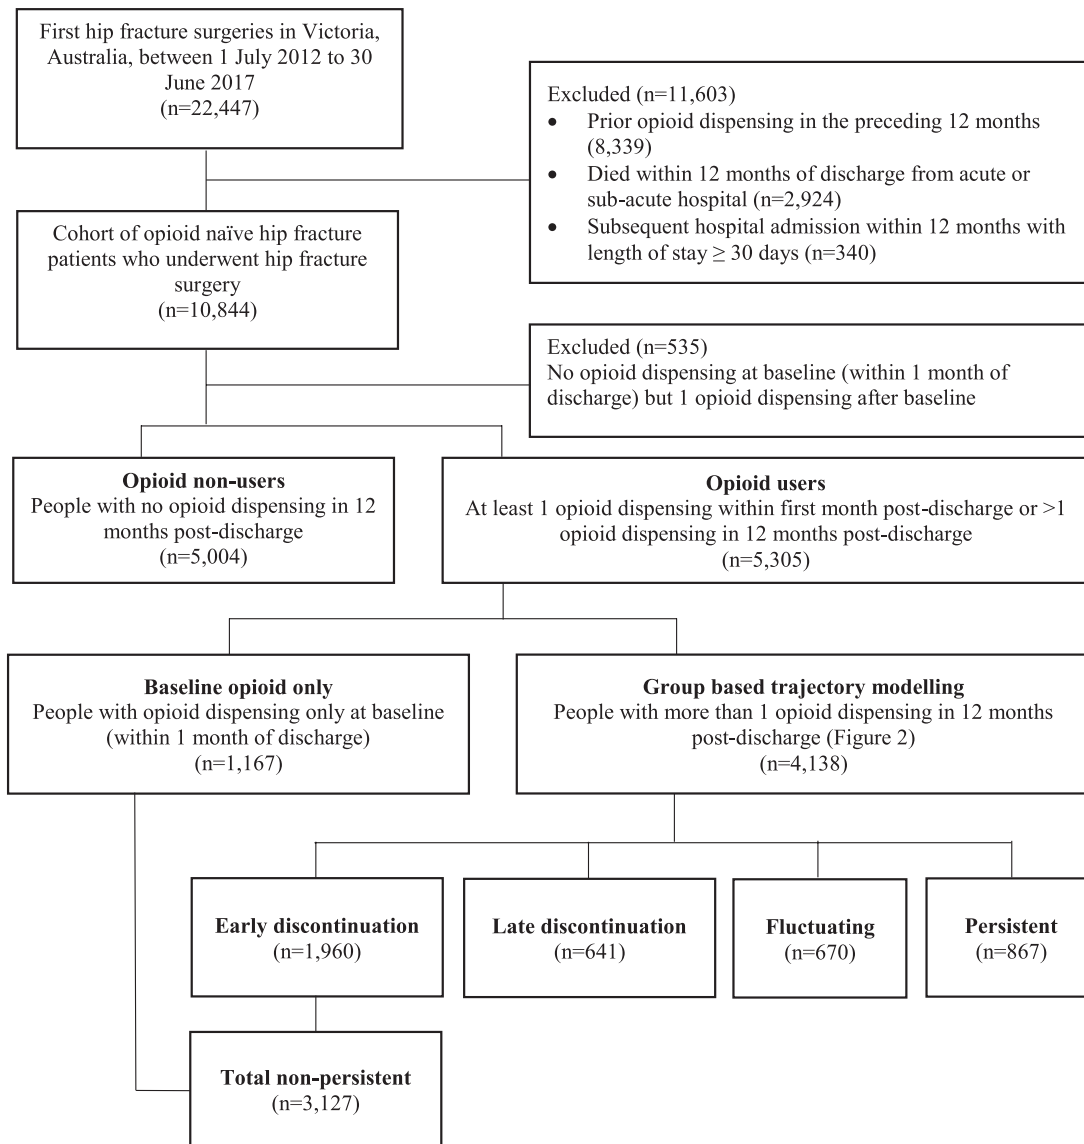 First hip fracture surgeries in Victoria,
Australia, between 1 July 2012 to 30
June 2017
(n=22,447)
Excluded (n=11,603)
• Prior opioid dispensing in the preceding 12 months
(8,339)
• Died within 12 months of discharge from acute or
sub-acute hospital (n=2,924)
• Subsequent hospital admission within 12 months with
length of stay ≥ 30 days (n=340)
Cohort of opioid naïve hip fracture
patients who underwent hip fracture
surgery
(n=10,844)
Excluded (n=535)
No opioid dispensing at baseline (within 1 month of
discharge) but 1 opioid dispensing after baseline
Opioid non-users
People with no opioid dispensing in 12
months post-discharge
(n=5,004)
Opioid users
At least 1 opioid dispensing within first month post-discharge or >1
opioid dispensing in 12 months post-discharge
(n=5,305)
Baseline opioid only
People with opioid dispensing only at baseline
(within 1 month of discharge)
(n=1,167)
Group based trajectory modelling
People with more than 1 opioid dispensing in 12 months
post-discharge (Figure 2)
(n=4,138)
Early discontinuation
(n=1,960)
Late discontinuation
(n=641)
Fluctuating
(n=670)
Persistent
(n=867)
Total non-persistent
(n=3,127)